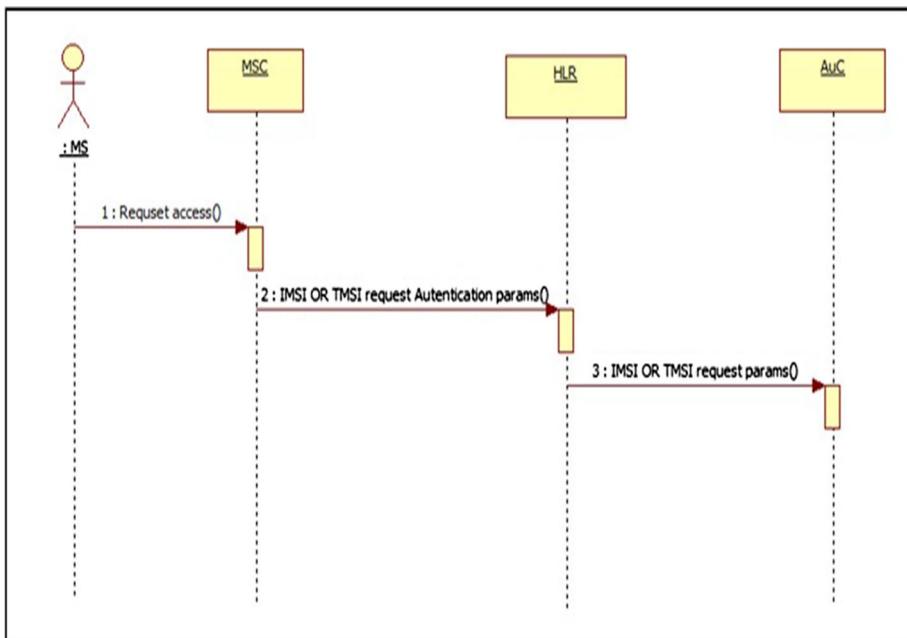 MSC
HLR
AuC
: MS
1 : Requset access()
2 : IMSI OR TMSI request Autentication params()
3 : IMSI OR TMSI request params()